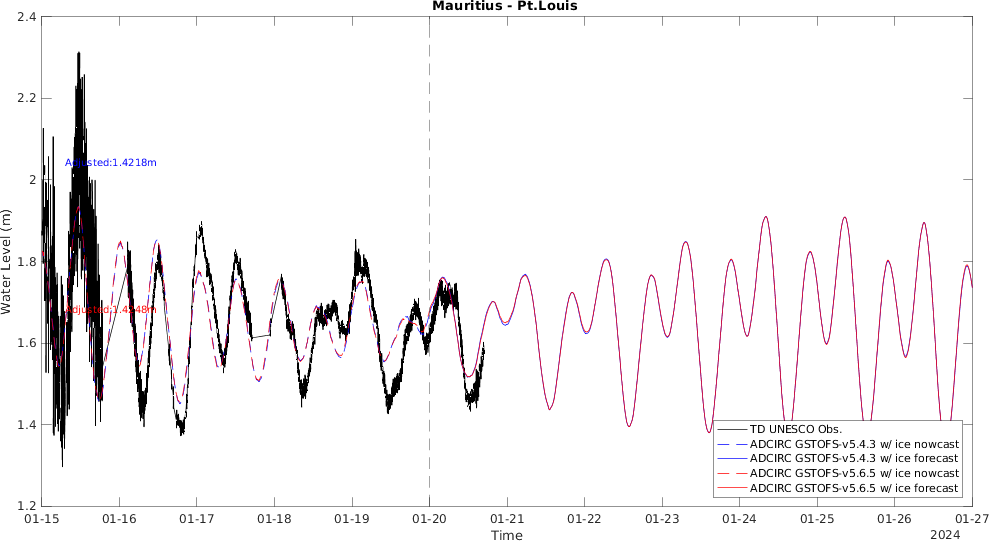 Mauritius - Pt.Louis
2.4
2.2
2
1.8
1.6
1.4
1.2
Water Level (m)
Adjusted:1.4218m
Adjusted:1.4248m
TD UNESCO Obs.
ADCIRC GSTOFS-v5.4.3 w/ ice nowcast
ADCIRC GSTOFS-v5.4.3 w/ ice forecast
ADCIRC GSTOFS-v5.6.5 w/ ice nowcast
ADCIRC GSTOFS-v5.6.5 w/ ice forecast
01-15 01-16 01-17 01-18 01-19 01-20 01-21 01-22 01-23 01-24 01-25 01-26 01-27
Time
2024